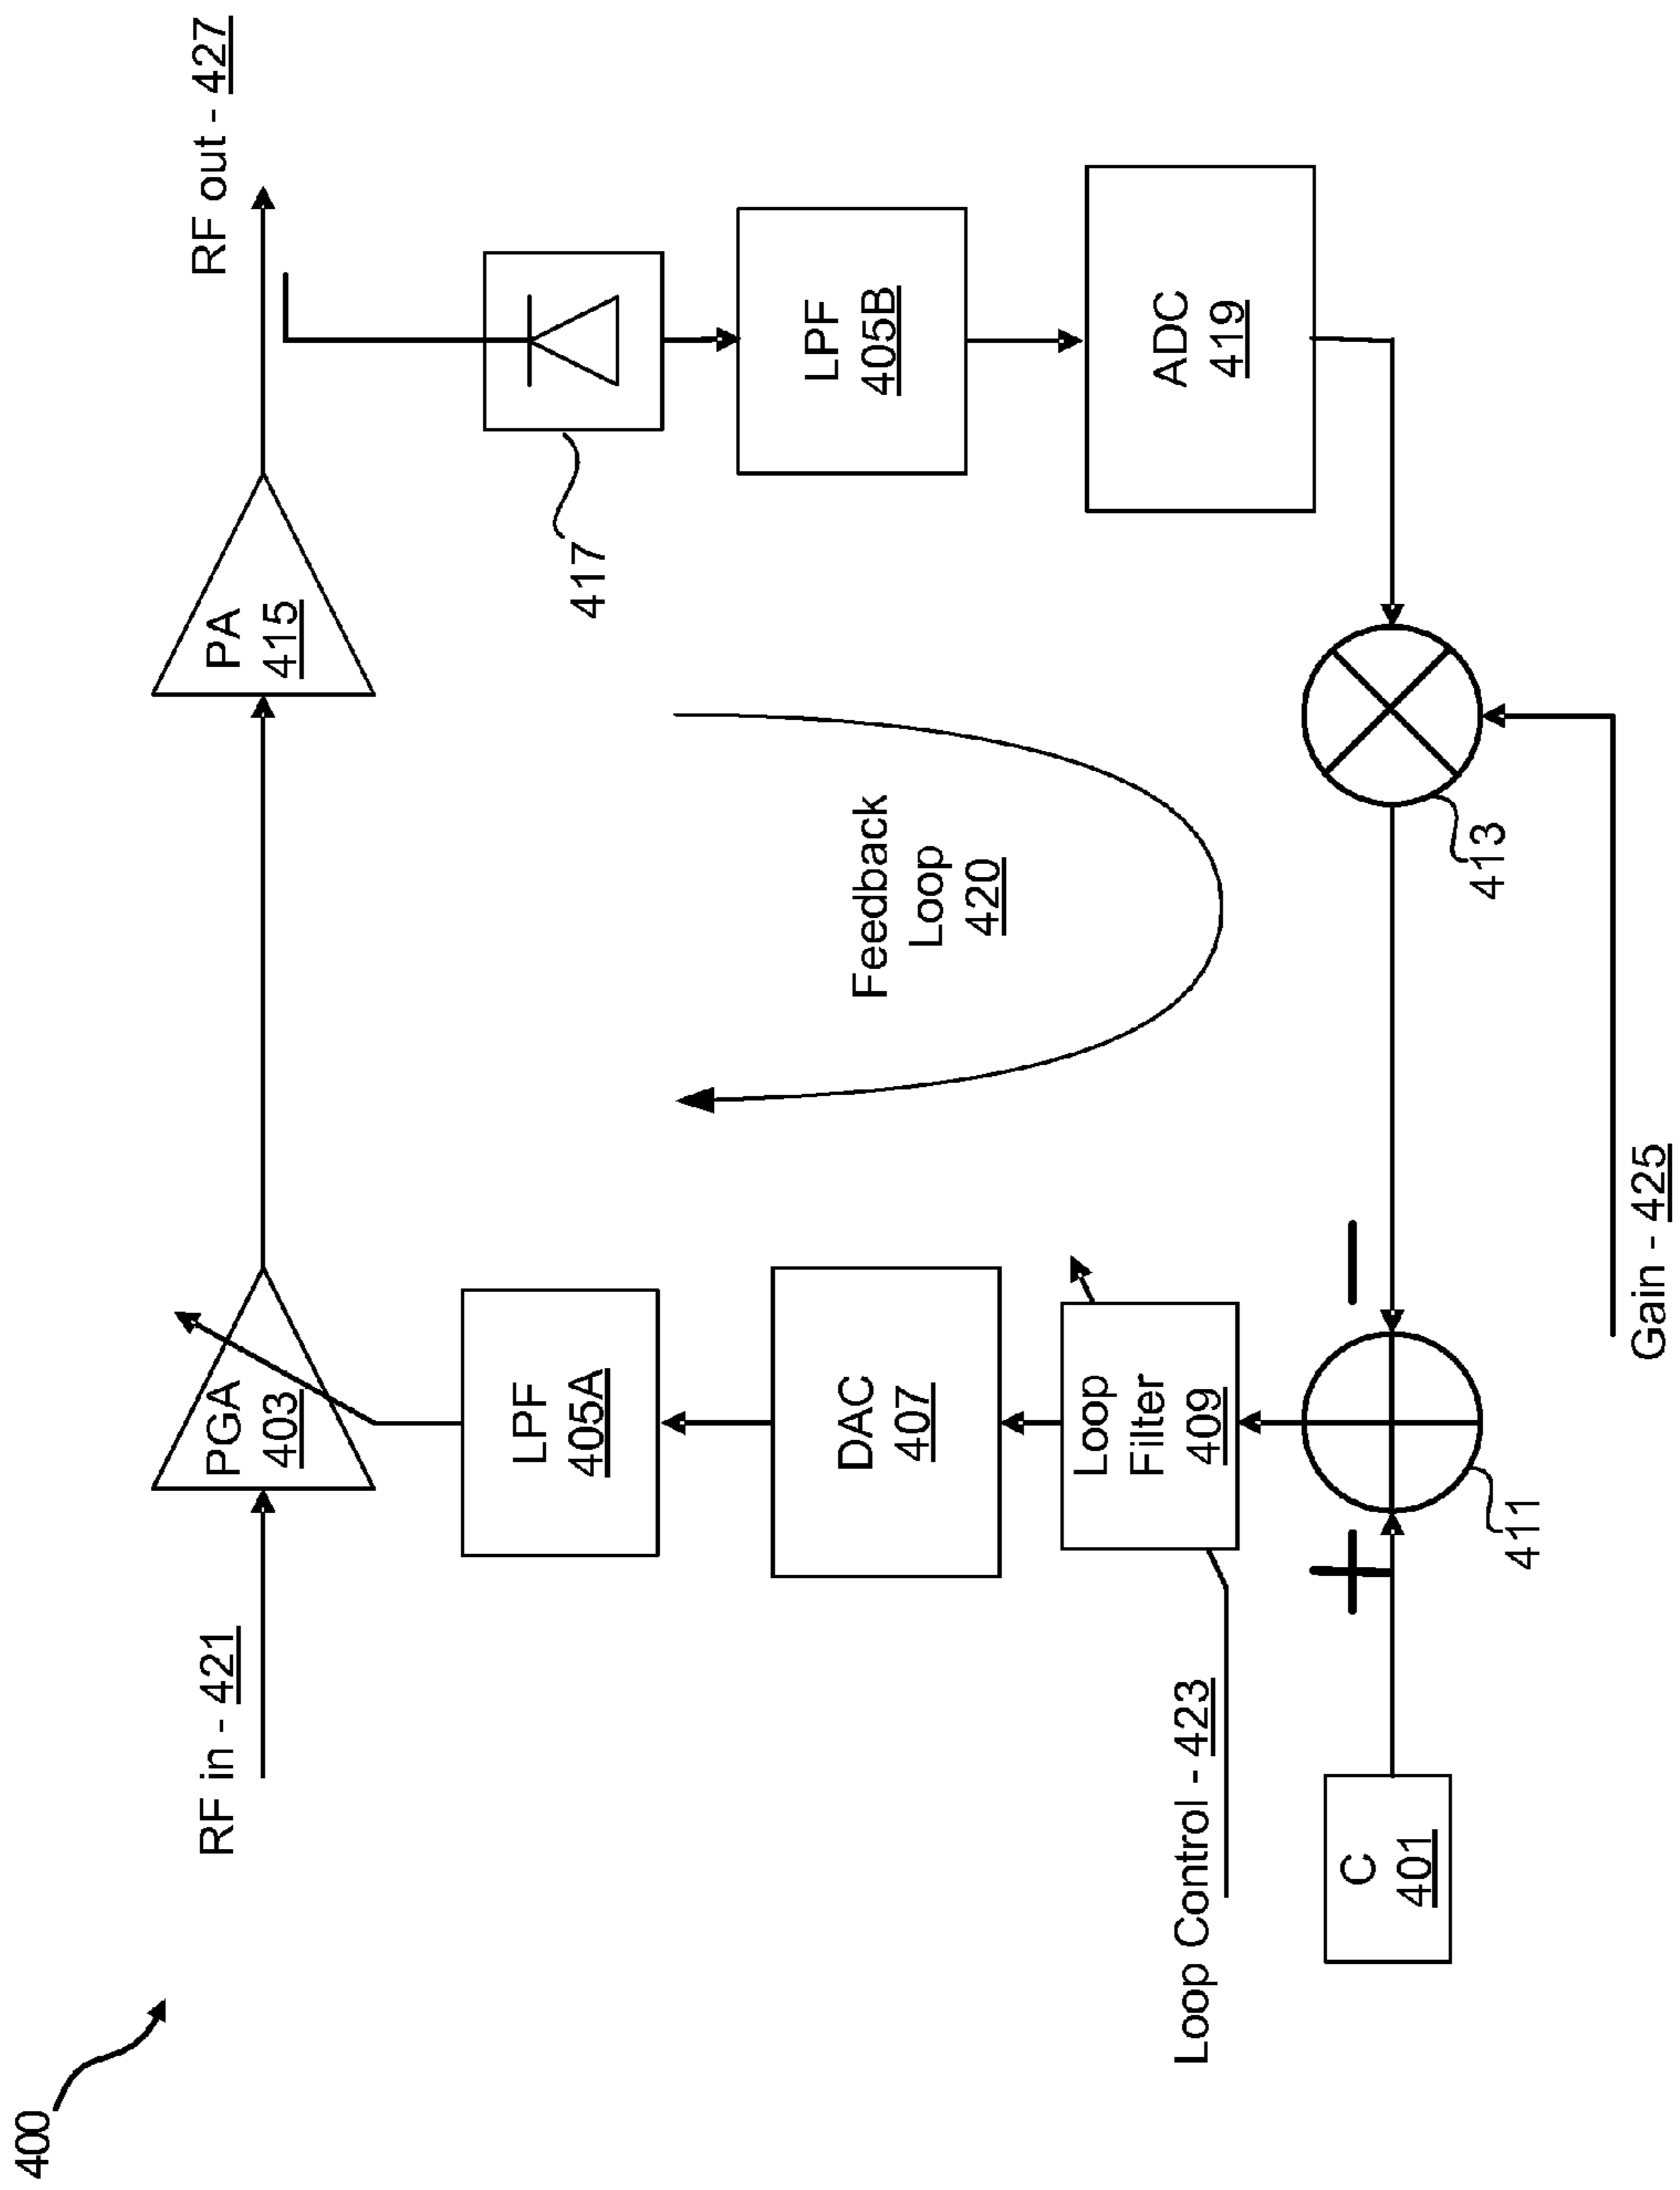 400
RF in - 421
PGA
403
PA
415
RF out - 427
LPF
405A
417
DAC
407
Feedback
Loop
420
LPF
405B
Loop Control - 423
Loop
Filter
409
ADC
419
C
401
+
−
411
413
Gain - 425